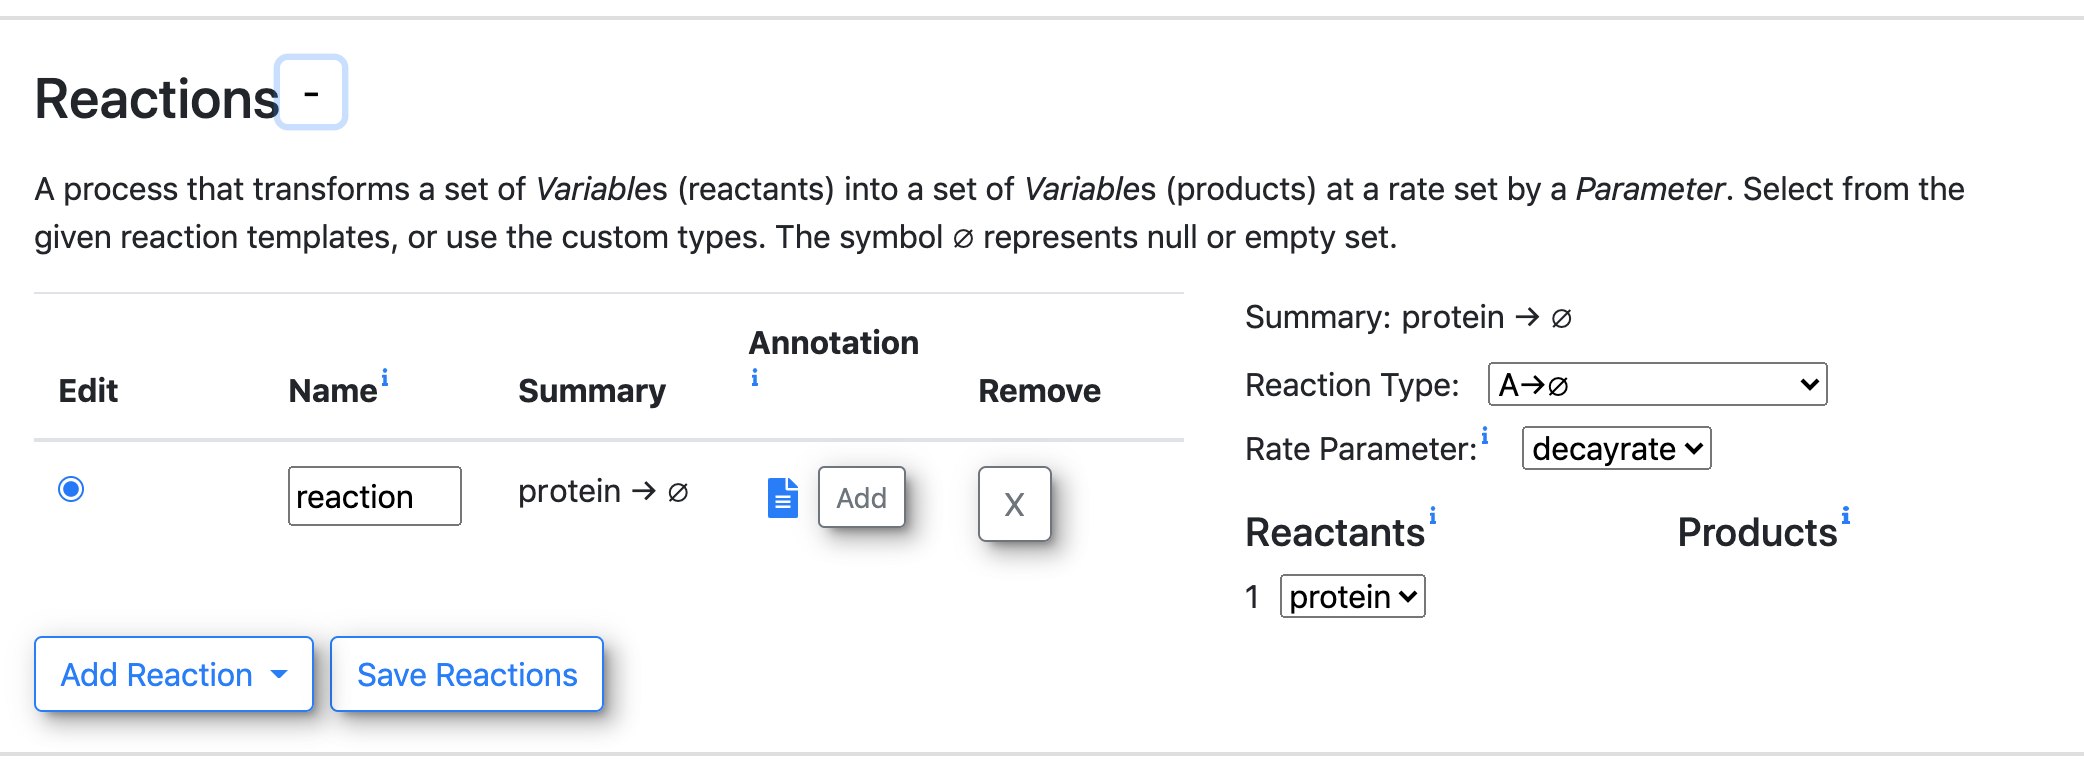 Reactions -
A process that transforms a set of Variables (reactants) into a set of Variables (products) at a rate set by a Parameter. Select from the
given reaction templates, or use the custom types. The symbol ∅ represents null or empty set.
Edit Name i Summary Annotation i Remove
reaction protein → ∅ Add X
Add Reaction Save Reactions
Summary: protein → ∅
Reaction Type: A→∅
Rate Parameter: i decayrate
Reactants i Products i
1 protein